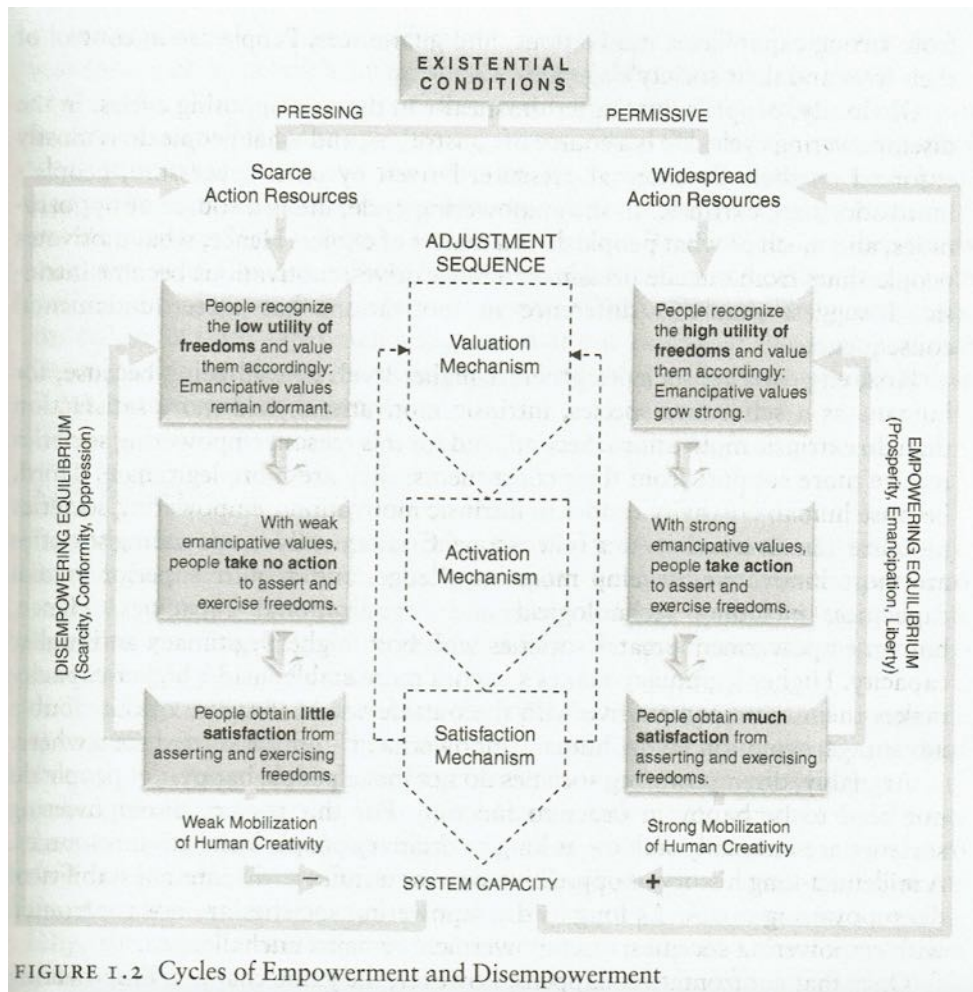 EXISTENTIAL
CONDITIONS
PRESSING
PERMISSIVE
Scarce
Action Resources
Widespread
Action Resources
ADJUSTMENT
SEQUENCE
People recognize
the low utility of
freedoms and value
them accordingly:
Emancipative values
remain dormant.
Valuation
Mechanism
People recognize
the high utility of
freedoms and value
them accordingly:
Emancipative values
grow strong.
DISEMPOWERING EQUILIBRIUM
(Scarcity, Conformity, Oppression)
EMPOWERING EQUILIBRIUM
(Prosperity, Emancipation, Liberty)
With weak
emancipative values,
people take no action
to assert and
exercise freedoms.
Activation
Mechanism
With strong
emancipative values,
people take action
to assert and
exercise freedoms.
People obtain little
satisfaction from
asserting and exercising
freedoms.
Satisfaction
Mechanism
People obtain much
satisfaction from
asserting and exercising
freedoms.
Weak Mobilization
of Human Creativity
Strong Mobilization
of Human Creativity
– SYSTEM CAPACITY +
FIGURE 1.2 Cycles of Empowerment and Disempowerment